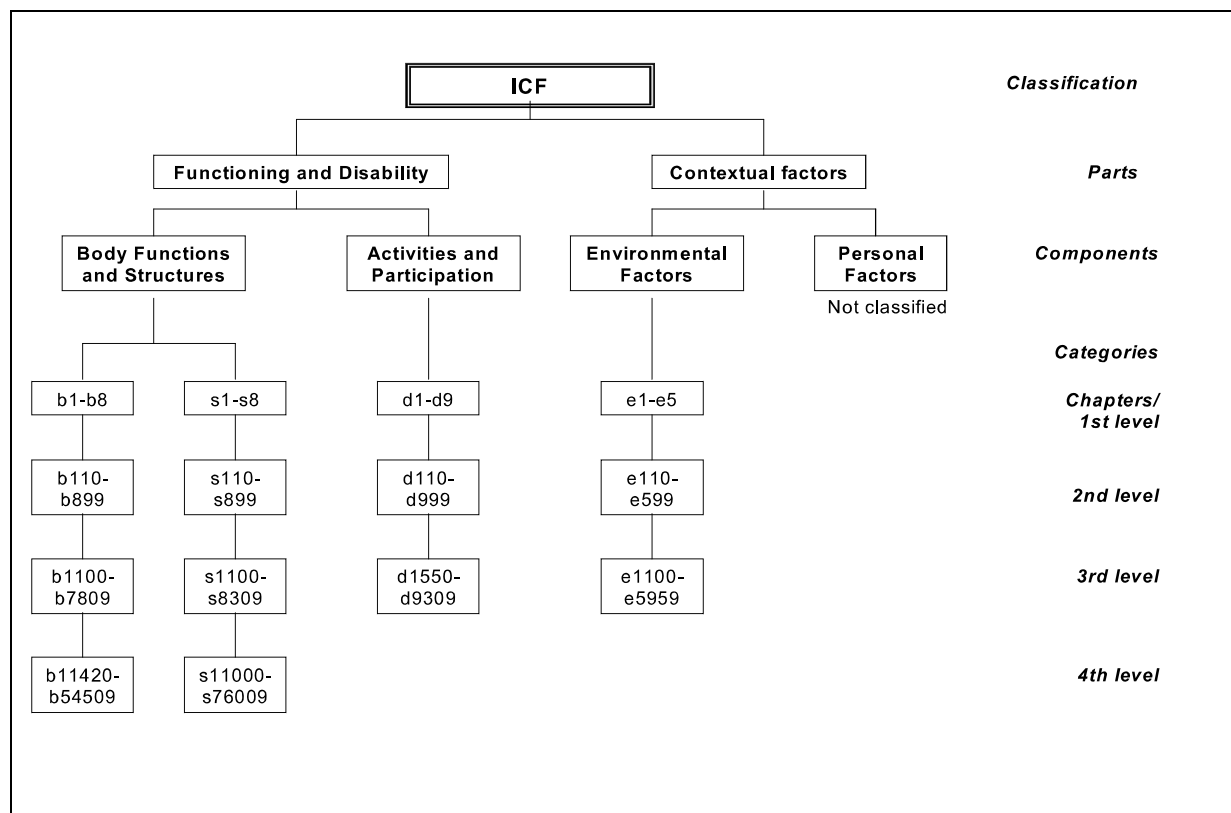 ICF
Classification
Functioning and Disability
Contextual factors
Parts
Body Functions
and Structures
Activities and
Participation
Environmental
Factors
Personal
Factors
Components
Not classified
Categories
b1-b8
s1-s8
d1-d9
e1-e5
Chapters/
1st level
b110-
b899
s110-
s899
d110-
d999
e110-
e599
2nd level
b1100-
b7809
s1100-
s8309
d1550-
d9309
e1100-
e5959
3rd level
b11420-
b54509
s11000-
s76009
4th level